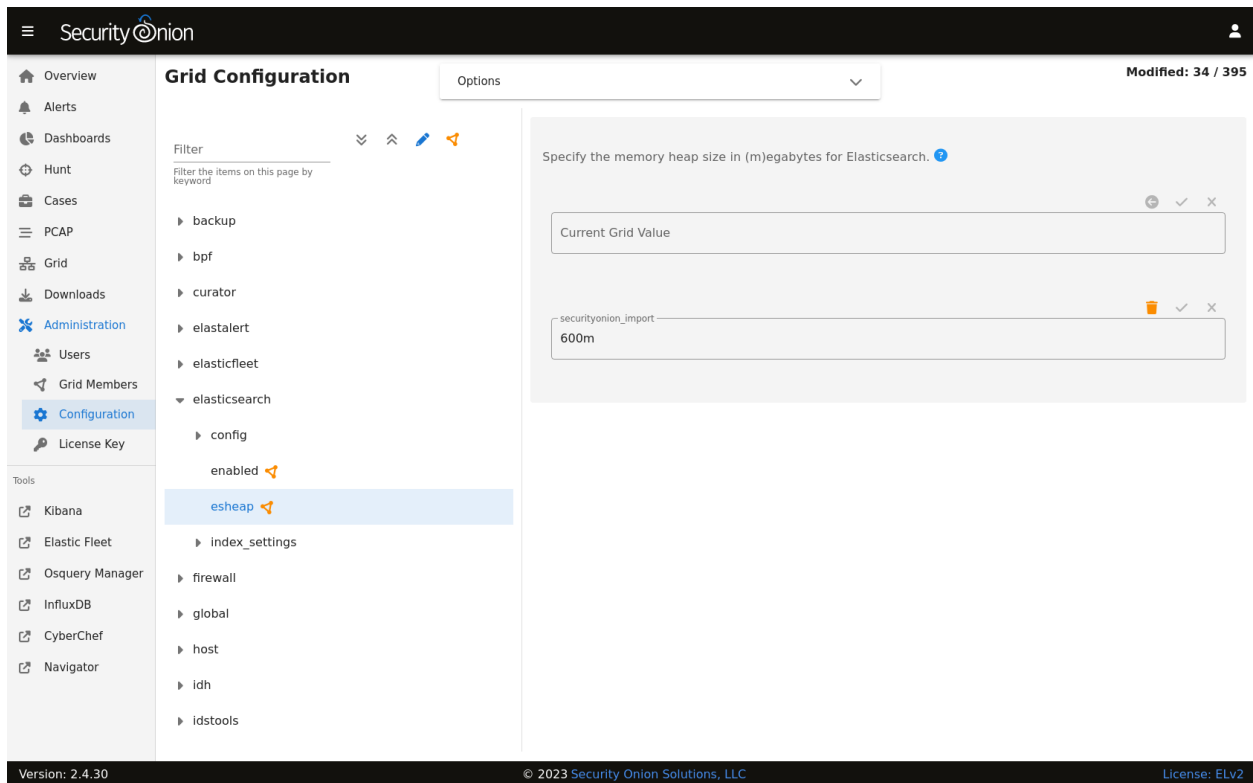 Security Onion
Overview
Alerts
Dashboards
Hunt
Cases
PCAP
Grid
Downloads
Administration
Users
Grid Members
Configuration
License Key
Tools
Kibana
Elastic Fleet
Osquery Manager
InfluxDB
CyberChef
Navigator
Grid Configuration
Options
Modified: 34 / 395
Filter
Filter the items on this page by
keyword
backup
bpf
curator
elastalert
elasticfleet
elasticsearch
config
enabled
esheap
index_settings
firewall
global
host
idh
idstools
Specify the memory heap size in (m)egabytes for Elasticsearch. ?
Current Grid Value
securityonion_import
600m
Version: 2.4.30
© 2023 Security Onion Solutions, LLC
License: ELv2